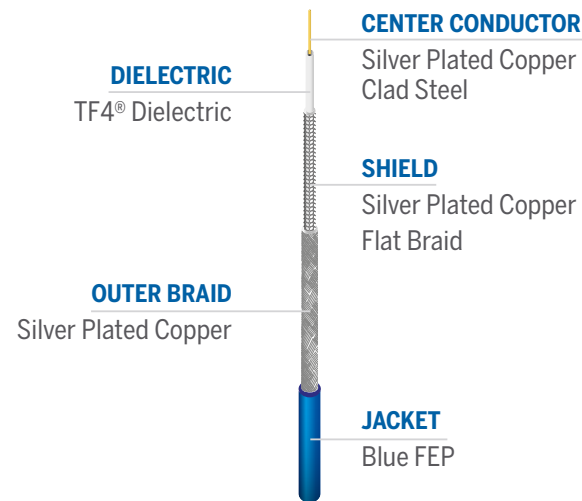 CENTER CONDUCTOR
Silver Plated Copper
Clad Steel
DIELECTRIC
TF4® Dielectric
SHIELD
Silver Plated Copper
Flat Braid
OUTER BRAID
Silver Plated Copper
JACKET
Blue FEP